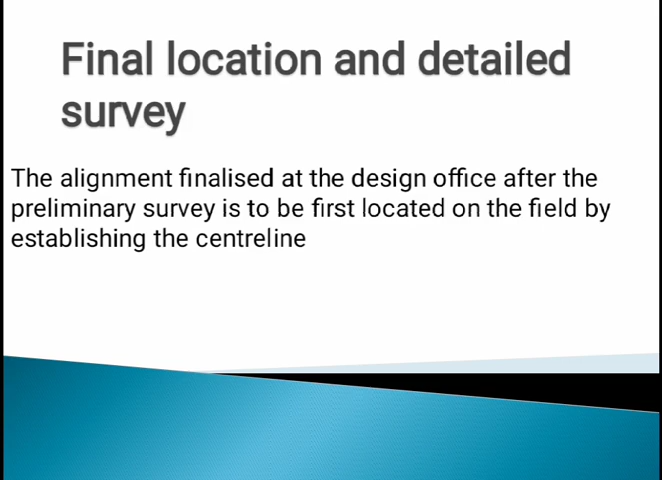 Final location and detailed
survey
The alignment finalised at the design office after the
preliminary survey is to be first located on the field by
establishing the centreline